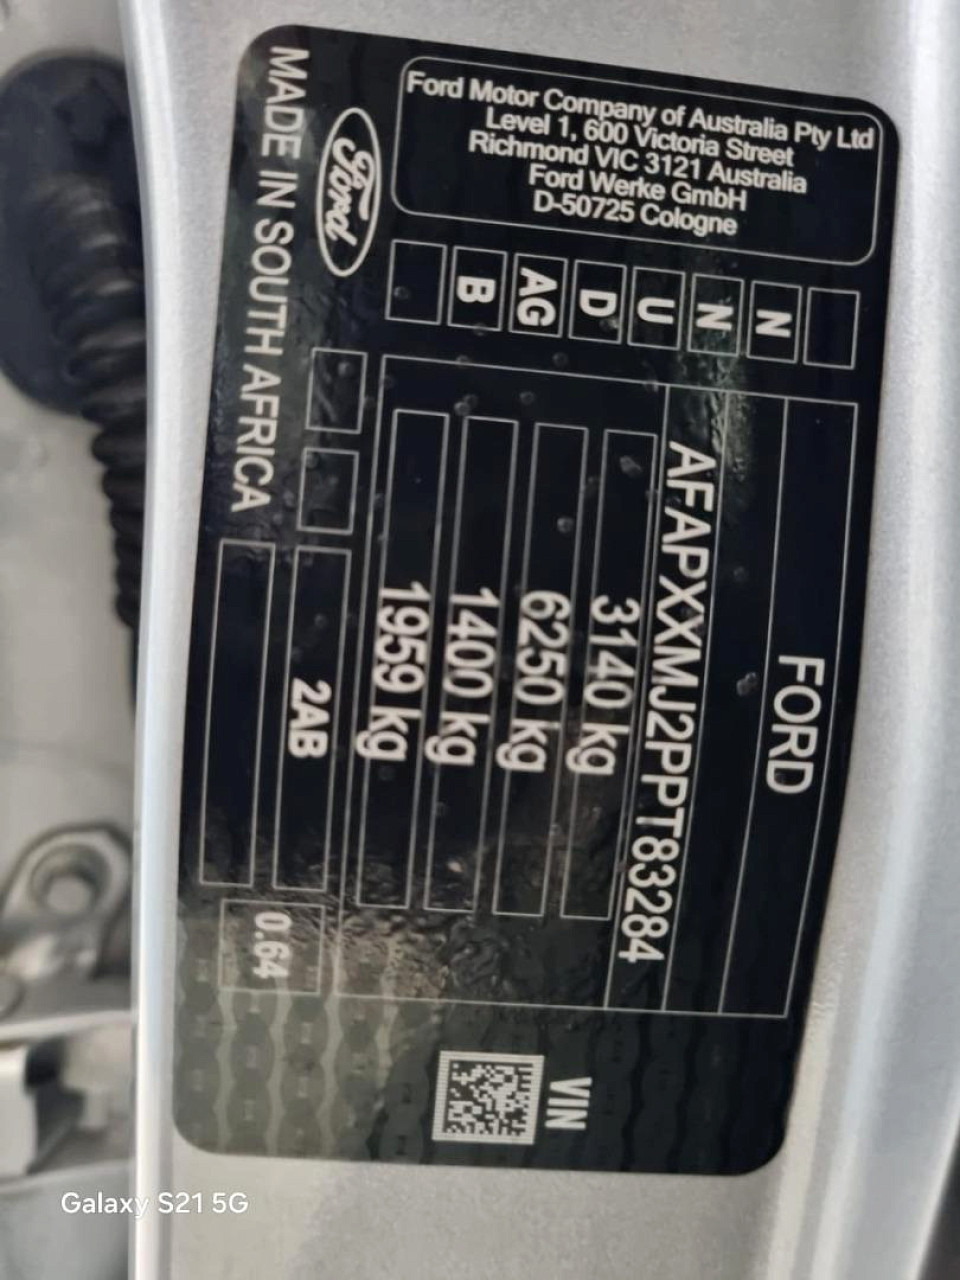 Ford Motor Company of Australia Pty Ltd
Level 1, 600 Victoria Street
Richmond VIC 3121 Australia
Ford Werke GmbH
D-50725 Cologne
Ford
MADE IN SOUTH AFRICA
N
N
U
D
AG
B
FORD
AFAPXXMJ2PPT83284
3140 kg
6250 kg
1400 kg
1959 kg
2AB
0.64
VIN
Galaxy S21 5G